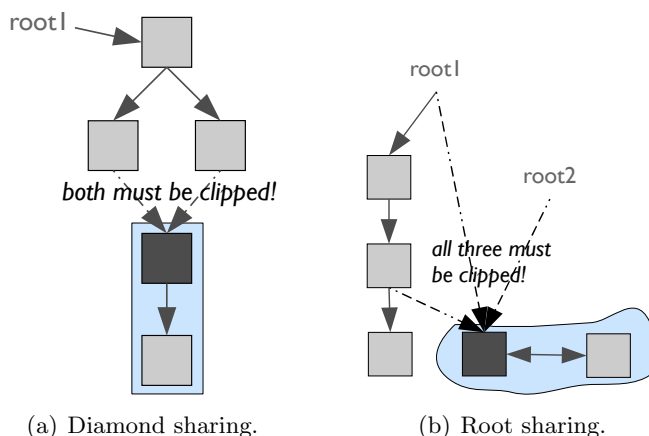 root1
both must be clipped!
(a) Diamond sharing.
root1
root2
all three must
be clipped!
(b) Root sharing.